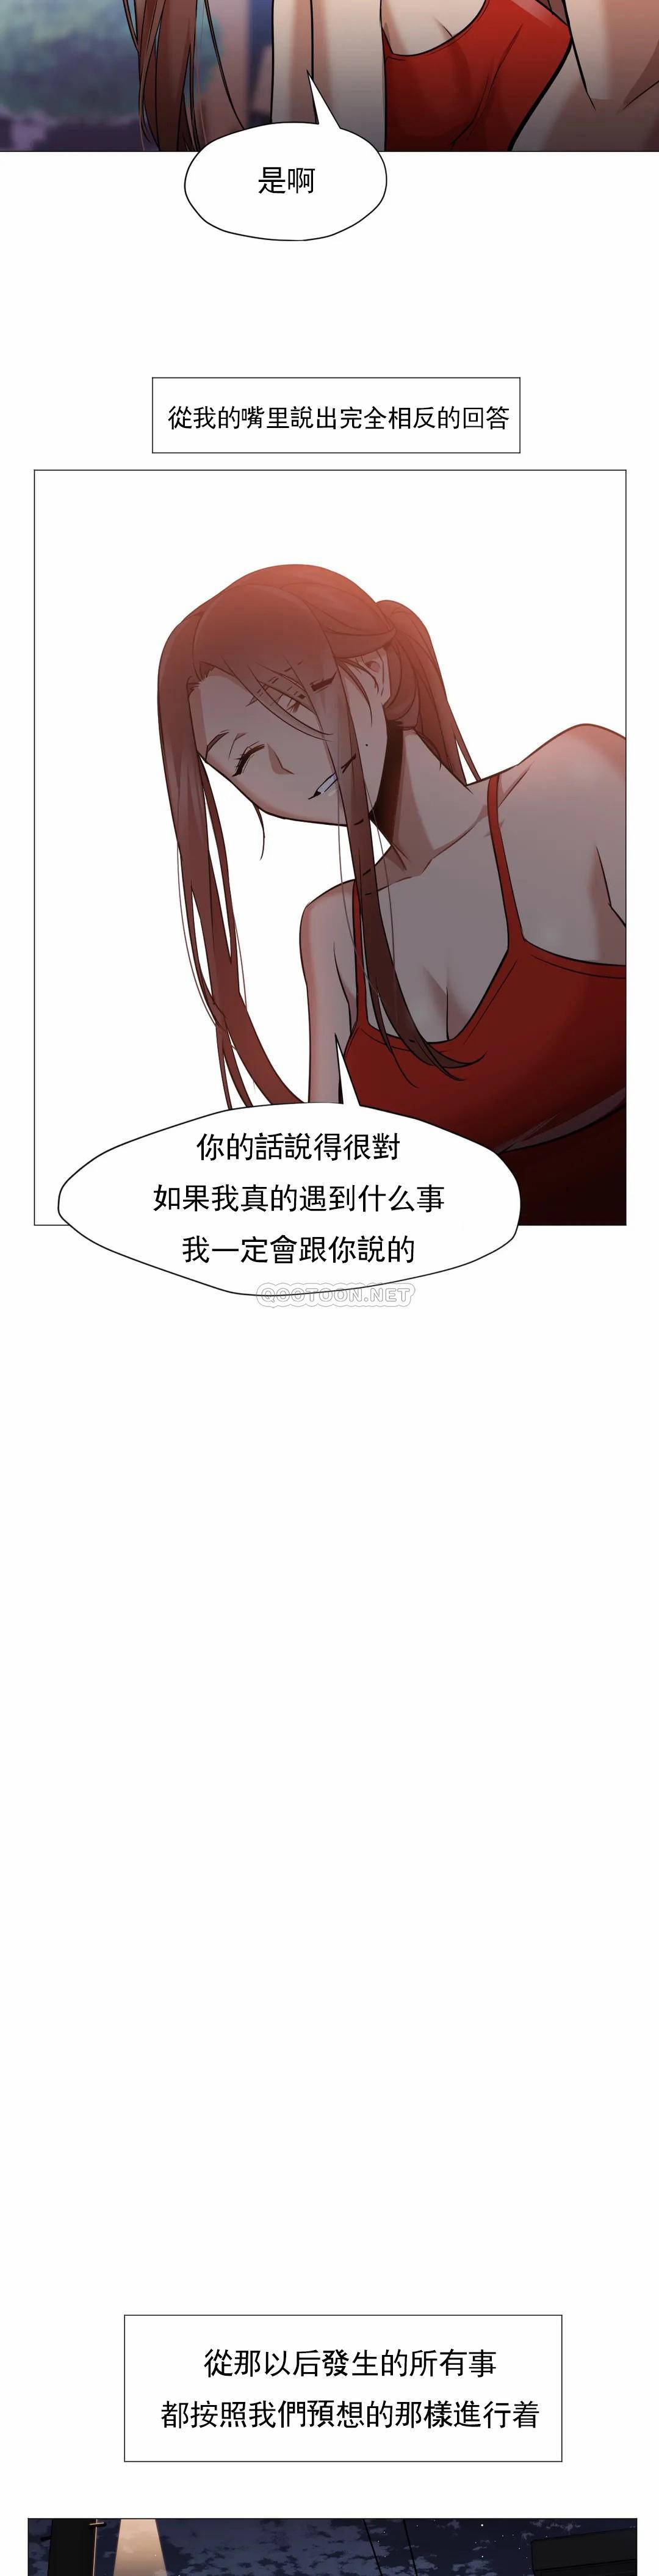 是啊
從我的嘴里說出完全相反的回答
你的話說得很對
如果我真的遇到什么事
我一定會跟你說的
QOOTOON.NET
從那以后發生的所有事
都按照我們預想的那樣進行着